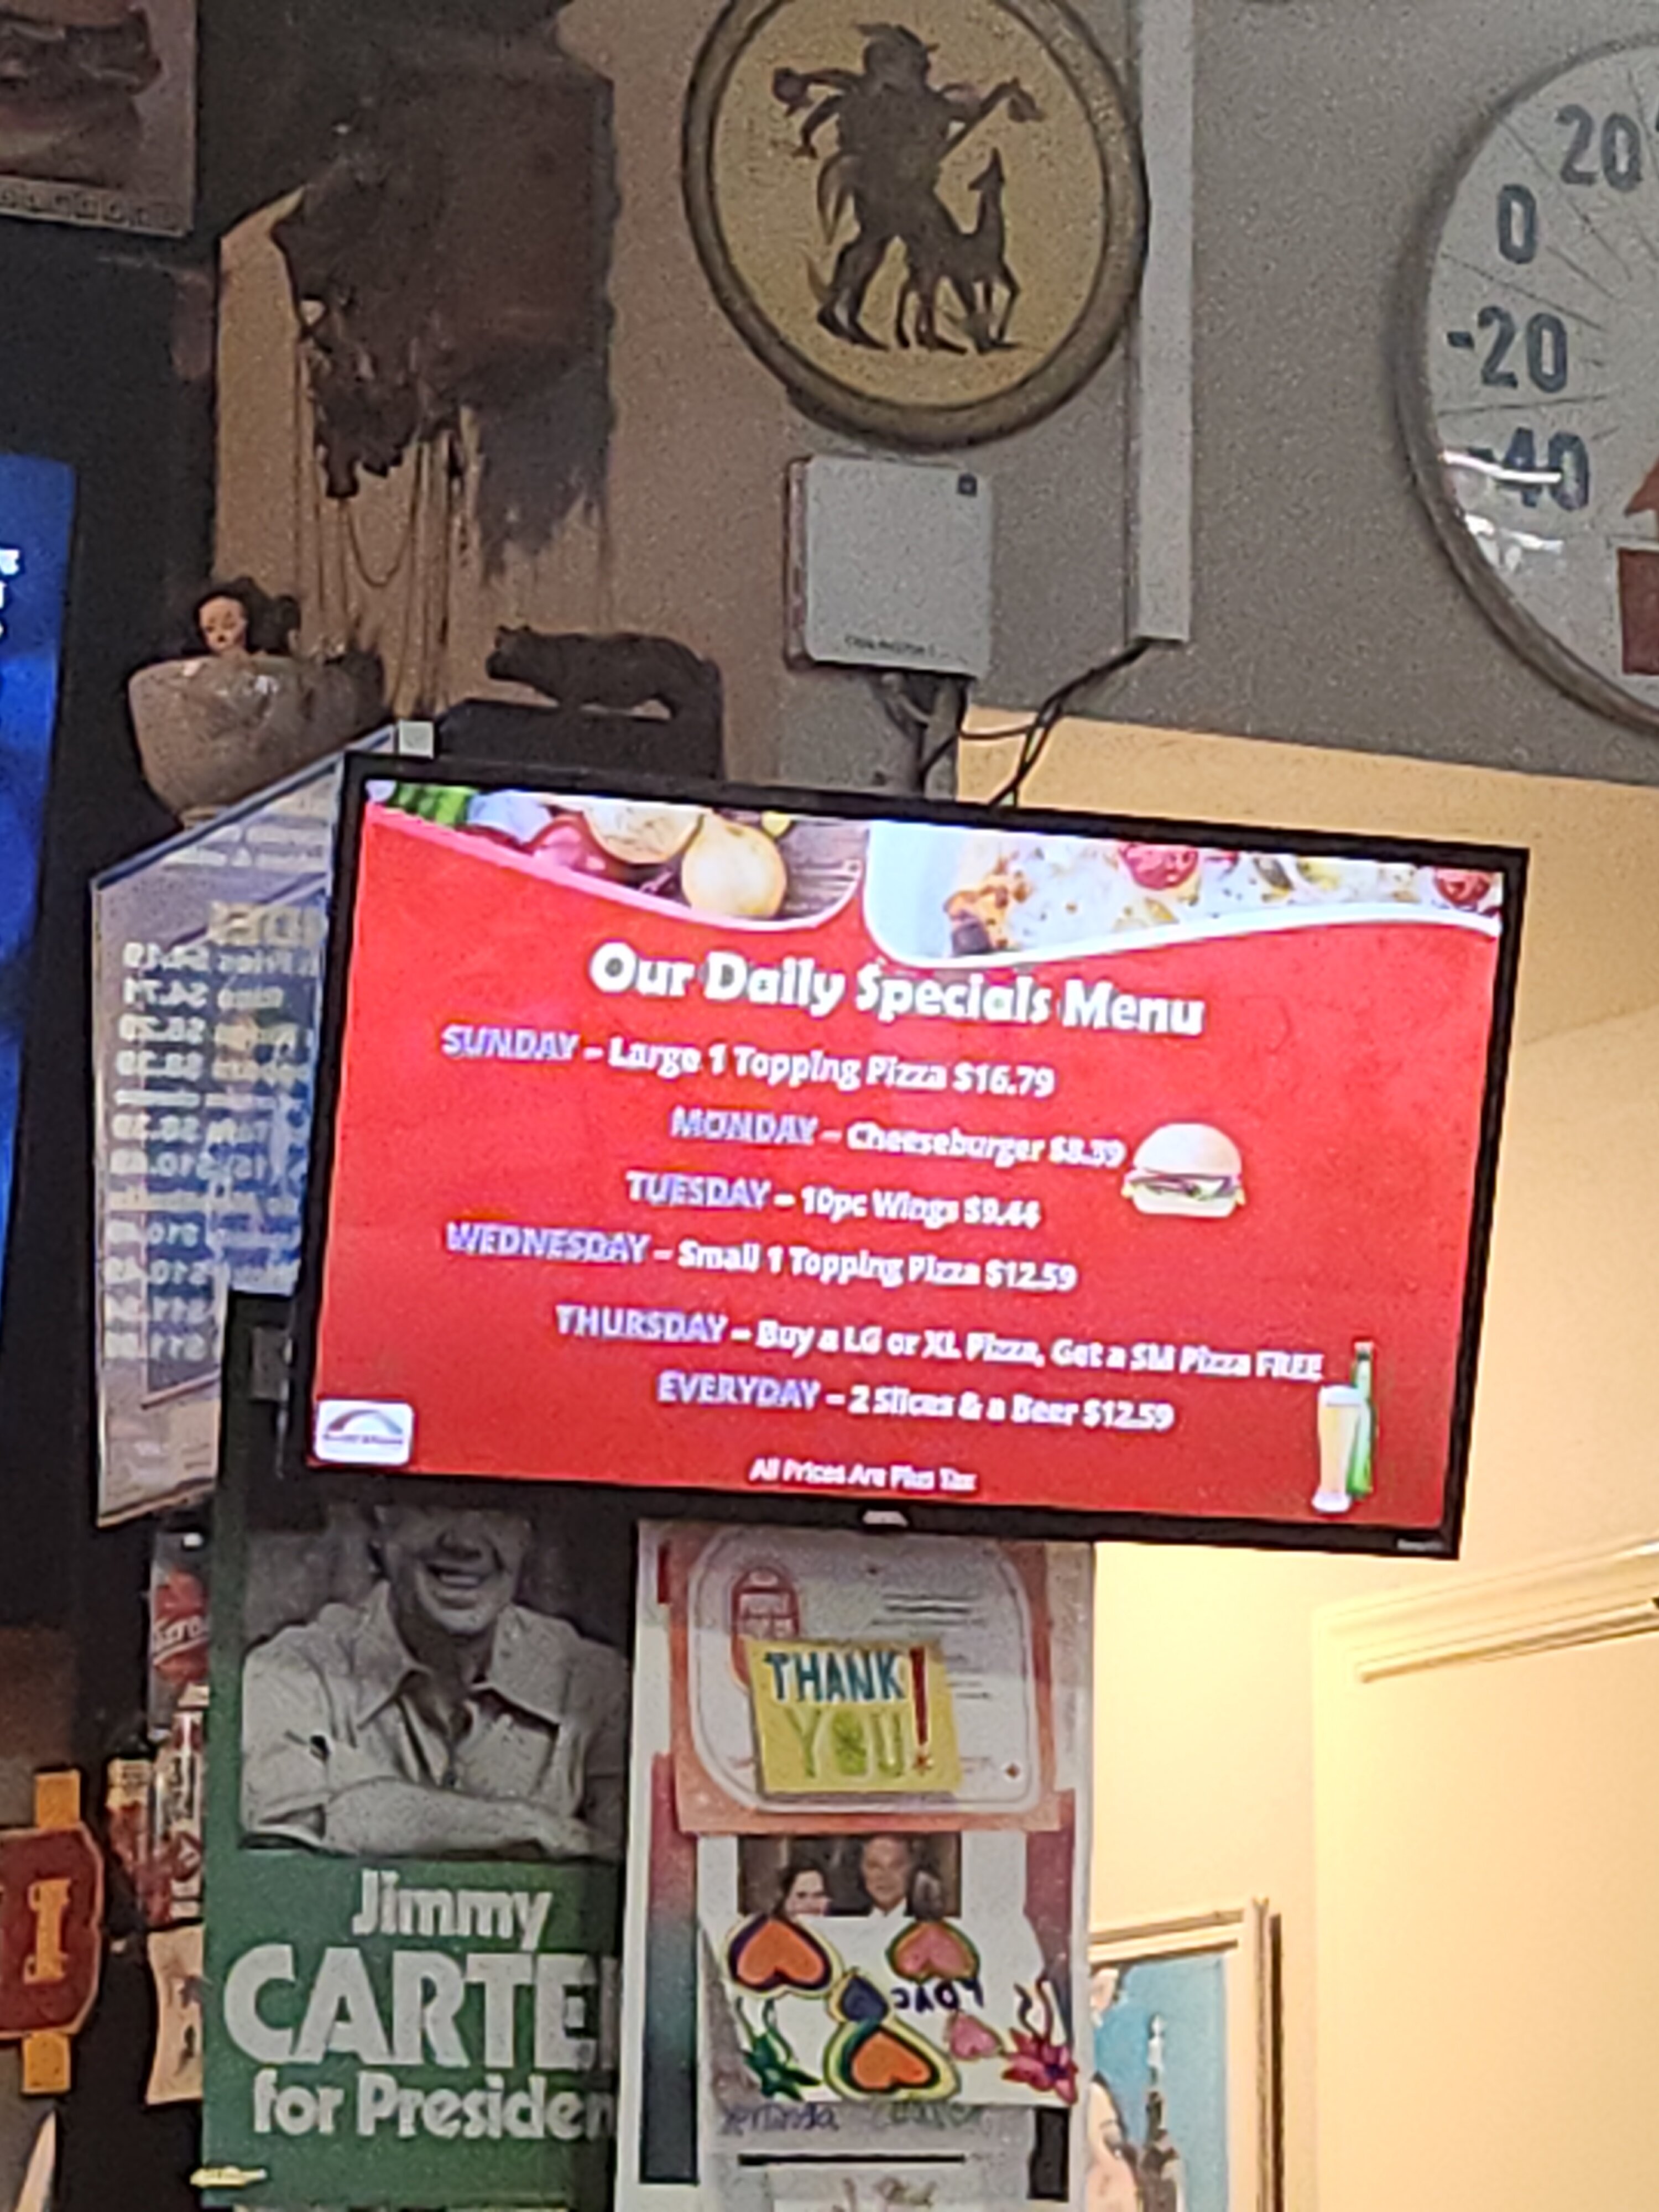 20
0
-20
-40
Our Daily Specials Menu
SUNDAY – Large 1 Topping Pizza $16.79
MONDAY – Cheeseburger $8.39
TUESDAY – 10pc Wings $9.44
WEDNESDAY – Small 1 Topping Pizza $12.59
THURSDAY – Buy a LG or XL Pizza, Get a SM Pizza FREE
EVERYDAY – 2 Slices & a Beer $12.59
All Prices Are Plus Tax
THANK
YOU!
Jimmy
CARTE
for Presiden
I